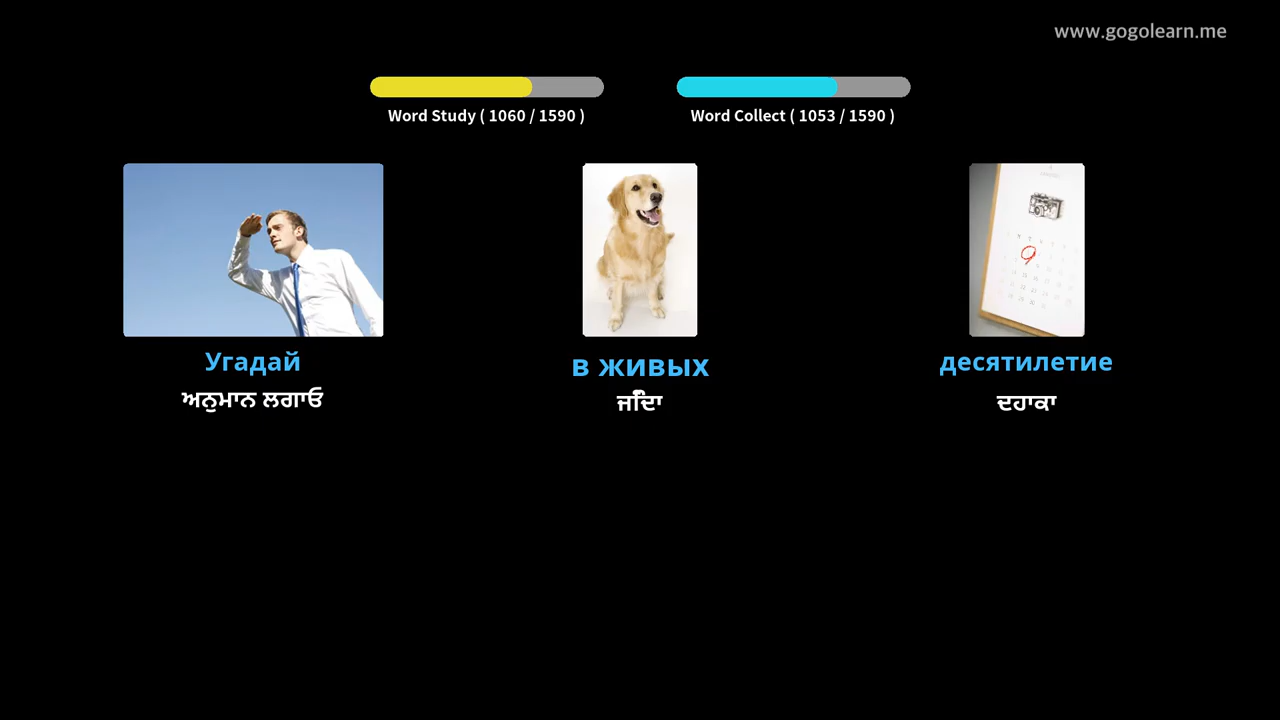 www.gogolearn.me
Word Study ( 1060 / 1590 )
Word Collect ( 1053 / 1590 )
Угадай
в живых
десятилетие
ਅਨੁਮਾਨ ਲਗਾਓ
ਜੀਂਦਾ
ਦਹਾਕਾ